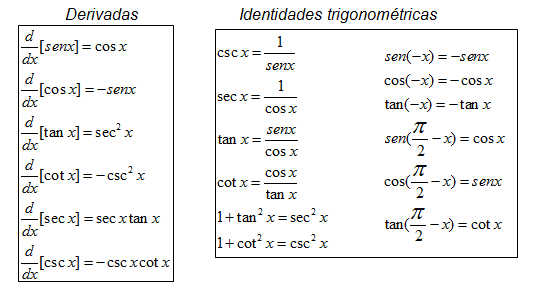 Derivadas
d/dx[senx]=cos x
d/dx[cos x]=-senx
d/dx[tan x]=sec² x
d/dx[cot x]=-csc² x
d/dx[sec x]=sec x tan x
d/dx[csc x]=-csc x cot x
Identidades trigonométricas
csc x=1/senx
sec x=1/cos x
tan x=senx/cos x
cot x=cos x/tan x
1+tan² x=sec² x
1+cot² x=csc² x
sen(-x)=-senx
cos(-x)=-cos x
tan(-x)=-tan x
sen(π/2-x)=cos x
cos(π/2-x)=senx
tan(π/2-x)=cot x